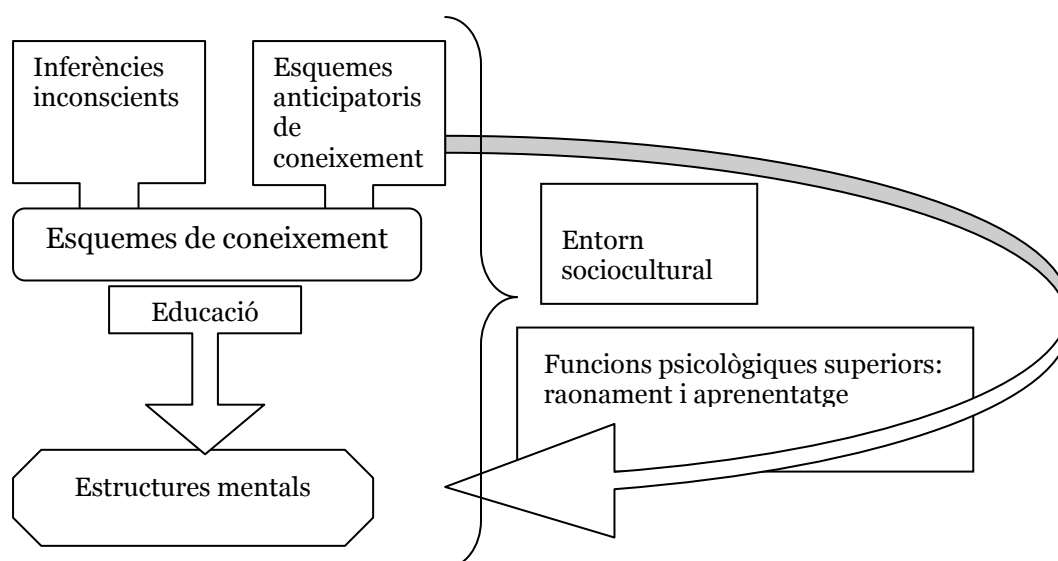 Inferències
inconscients
Esquemes
anticipatoris
de
coneixement
Esquemes de coneixement
Educació
Estructures mentals
Entorn
sociocultural
Funcions psicològiques superiors:
raonament i aprenentatge